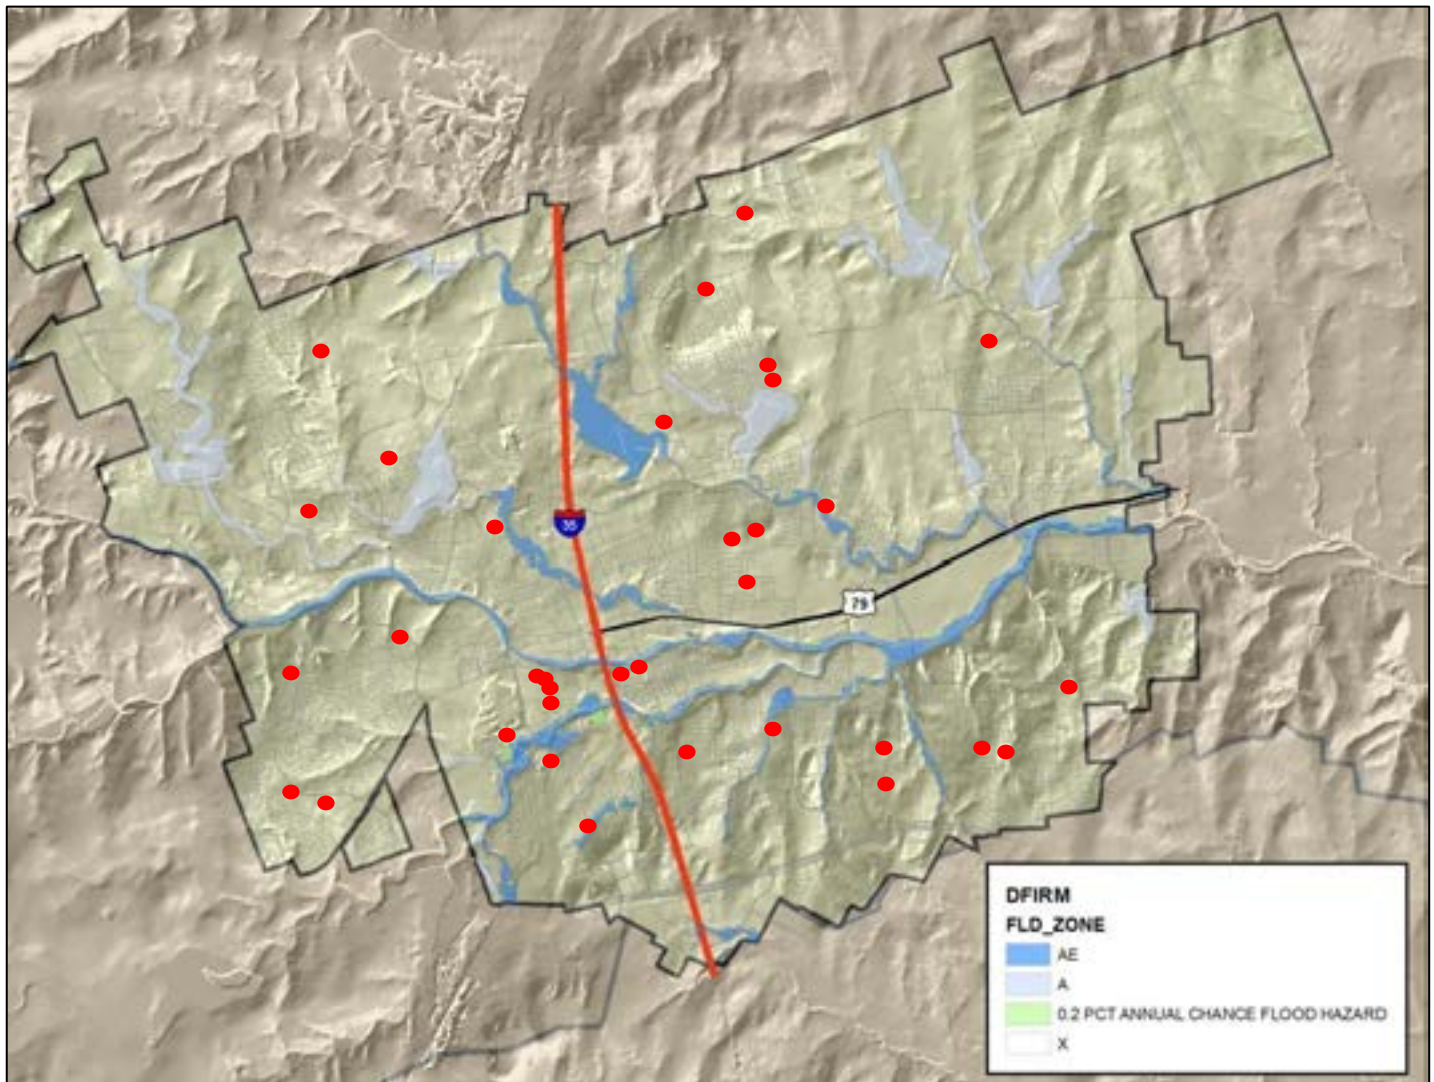 35
79
DFIRM
FLD_ZONE
AE
A
0.2 PCT ANNUAL CHANCE FLOOD HAZARD
X